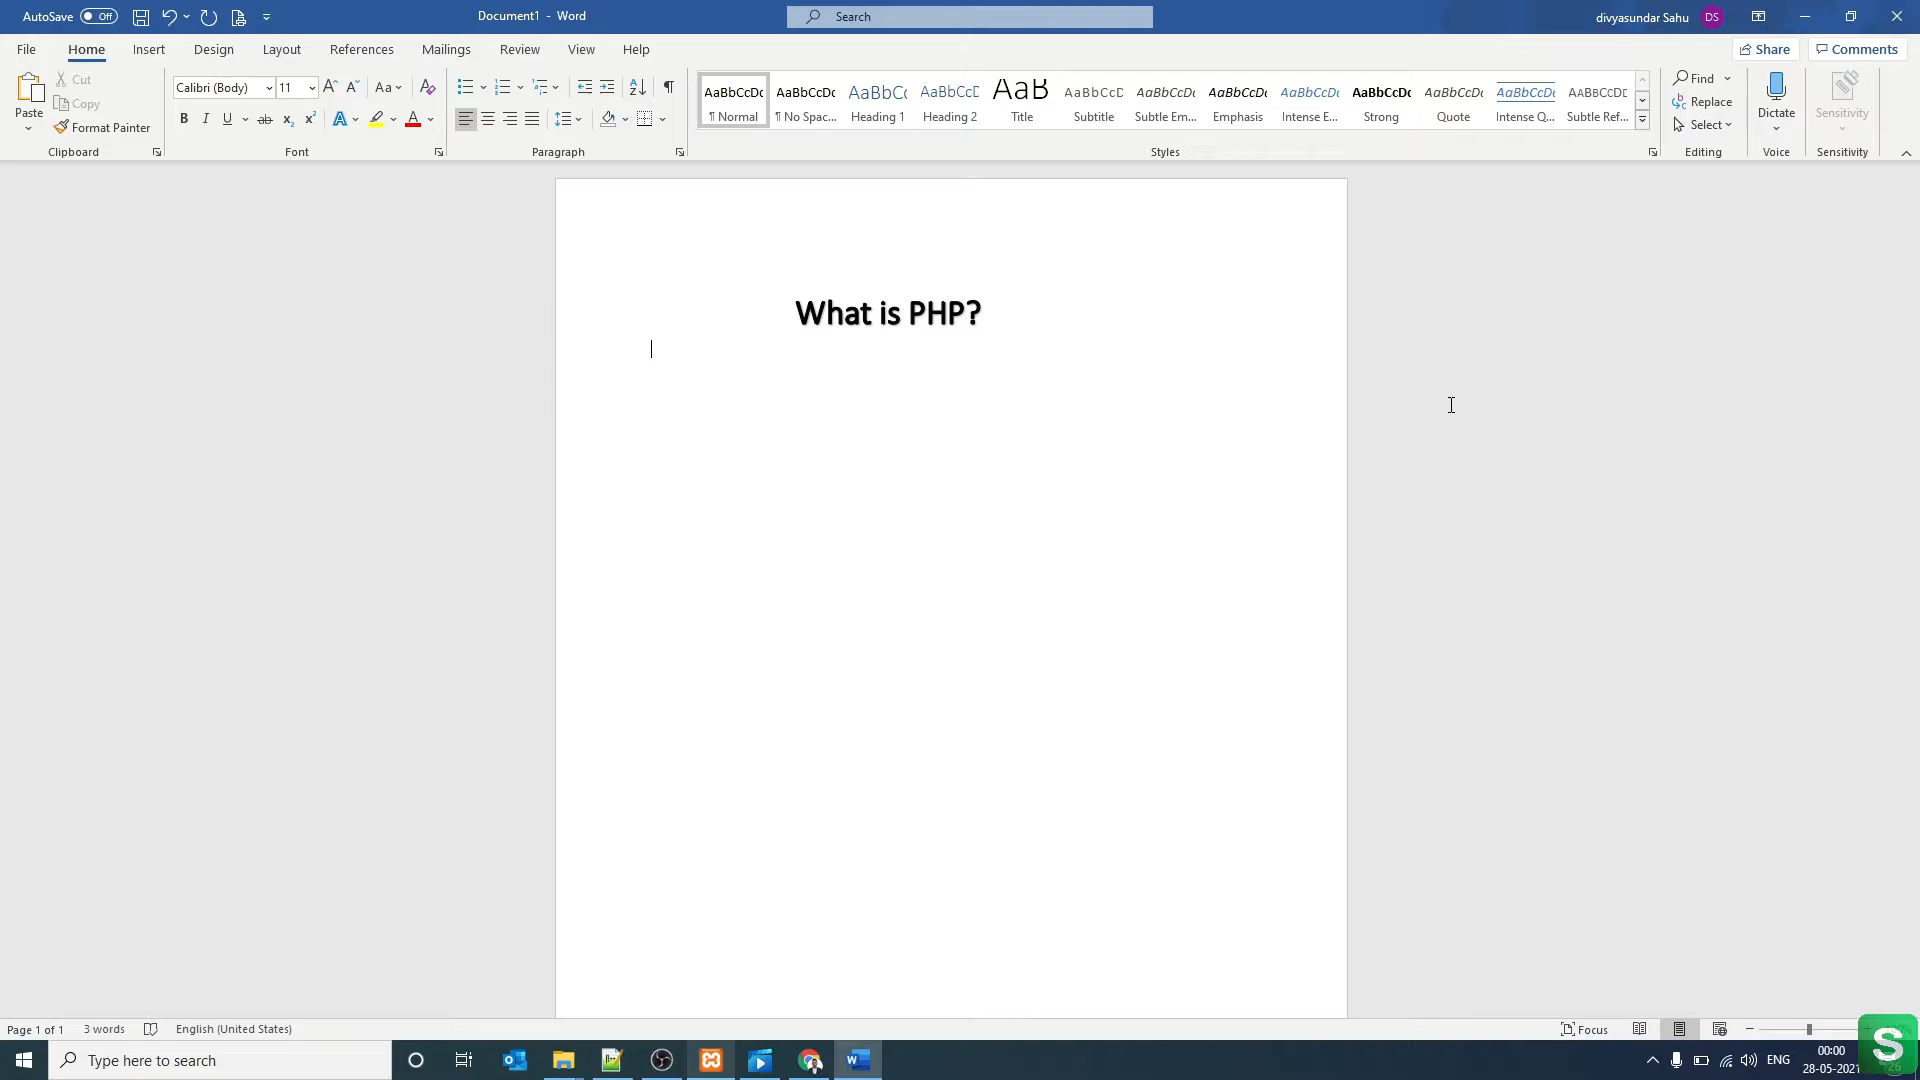 AutoSave Off Document1 - Word Search divyasundar Sahu DS
File Home Insert Design Layout References Mailings Review View Help Share Comments
Paste Cut Copy Format Painter Clipboard
Calibri (Body) 11 Font
Paragraph
AaBbCcDc AaBbCcDc AaBbC AaBbCcD AaB AaBbCcD AaBbCcDc AaBbCcDc AaBbCcDc AaBbCcDc AaBbCcDc AaBbCcDc AaBbCcDc
¶ Normal ¶ No Spac... Heading 1 Heading 2 Title Subtitle Subtle Em... Emphasis Intense E... Strong Quote Intense Q... Subtle Ref...
Styles
Find Replace Select Editing
Dictate Voice
Sensitivity Sensitivity
What is PHP?
Page 1 of 1 3 words English (United States) Focus
Type here to search ENG 00:00
28-05-2021